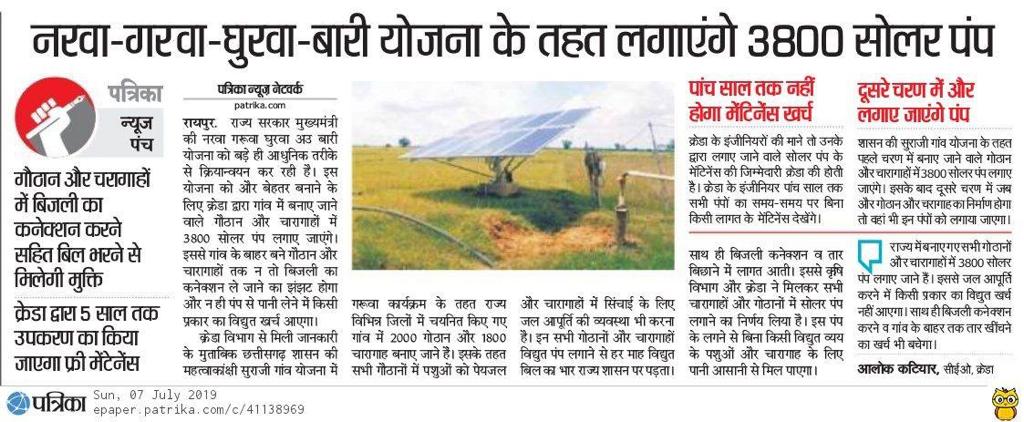 नरवा-गरवा-घुरवा-बारी योजना के तहत लगाएंगे 3800 सोलर पंप
पत्रिका
न्यूज
पंच
गौठान और चरागाहों
में बिजली का
कनेक्शन करने
सहित बिल भरने से
मिलेगी मुक्ति
क्रेडा द्वारा 5 साल तक
उपकरण का किया
जाएगा फ्री मेंटेनेंस
पत्रिका न्यूज़ नेटवर्क
patrika.com
रायपुर. राज्य सरकार मुख्यमंत्री
की नरवा गरूवा घुरवा अउ बारी
योजना को बड़े ही आधुनिक तरीके
से क्रियान्वयन कर रही है। इस
योजना को और बेहतर बनाने के
लिए क्रेडा द्वारा गांव में बनाए जाने
वाले गौठान और चारागाहों में
3800 सोलर पंप लगाए जाएंगे।
इससे गांव के बाहर बने गौठान और
चारागाहों तक न तो बिजली का
कनेक्शन ले जाने का झंझट होगा
और न ही पंप से पानी लेने में किसी
प्रकार का विद्युत खर्च आएगा।
क्रेडा विभाग से मिली जानकारी
के मुताबिक छत्तीसगढ़ शासन की
महत्वाकांक्षी सुराजी गांव योजना में
गरूवा कार्यक्रम के तहत राज्य
विभिन्न जिलों में चयनित किए गए
गांव में 2000 गौठान और 1800
चारागाह बनाए जाने है। इसके तहत
सभी गौठानों में पशुओं को पेयजल
और चारागाहों में सिंचाई के लिए
जल आपूर्ति की व्यवस्था भी करना
है। इन सभी गोठानों और चारागाहों
विद्युत पंप लगाने से हर माह विद्युत
बिल का भार राज्य शासन पर पड़ता।
पांच साल तक नहीं
होगा मेंटिनेंस खर्च
क्रेडा के इंजीनियरों की माने तो उनके
द्वारा लगाए जाने वाले सोलर पंप के
मेंटिनेंस की जिम्मेदारी क्रेडा की होती
है। क्रेडा के इंजीनियर पांच साल तक
सभी पंपों का समय-समय पर बिना
किसी लागत के मेंटिनेंस देखेंगे।
साथ ही बिजली कनेक्शन व तार
बिछाने में लागत आती। इससे कृषि
विभाग और क्रेडा ने मिलकर सभी
चारागाहों और गोठानों में सोलर पंप
लगाने का निर्णय लिया है। इस पंप
के लगने से बिना किसी विद्युत व्यय
के पशुओं और चारागाह के लिए
पानी आसानी से मिल पाएगा।
दूसरे चरण में और
लगाए जाएंगे पंप
शासन की सुराजी गांव योजना के तहत
पहले चरण में बनाए जाने वाले गोठान
और चारागाहों में 3800 सोलर पंप लगाए
जाएंगे। इसके बाद दूसरे चरण में जब
और गोठान और चरागाह का निर्माण होगा
तो वहां भी इन पंपों को लगाया जाएगा।
राज्य में बनाए गए सभी गोठानों
और चारागाहों में 3800 सोलर
पंप लगाए जाने हैं। इससे जल आपूर्ति
करने में किसी प्रकार का विद्युत खर्च
नहीं आएगा। साथ ही बिजली कनेक्शन
करने व गांव के बाहर तक तार खींचने
का खर्च भी बचेगा।
आलोक कटियार, सीईओ, क्रेडा
पत्रिका
Sun, 07 July 2019
epaper.patrika.com/c/41138969